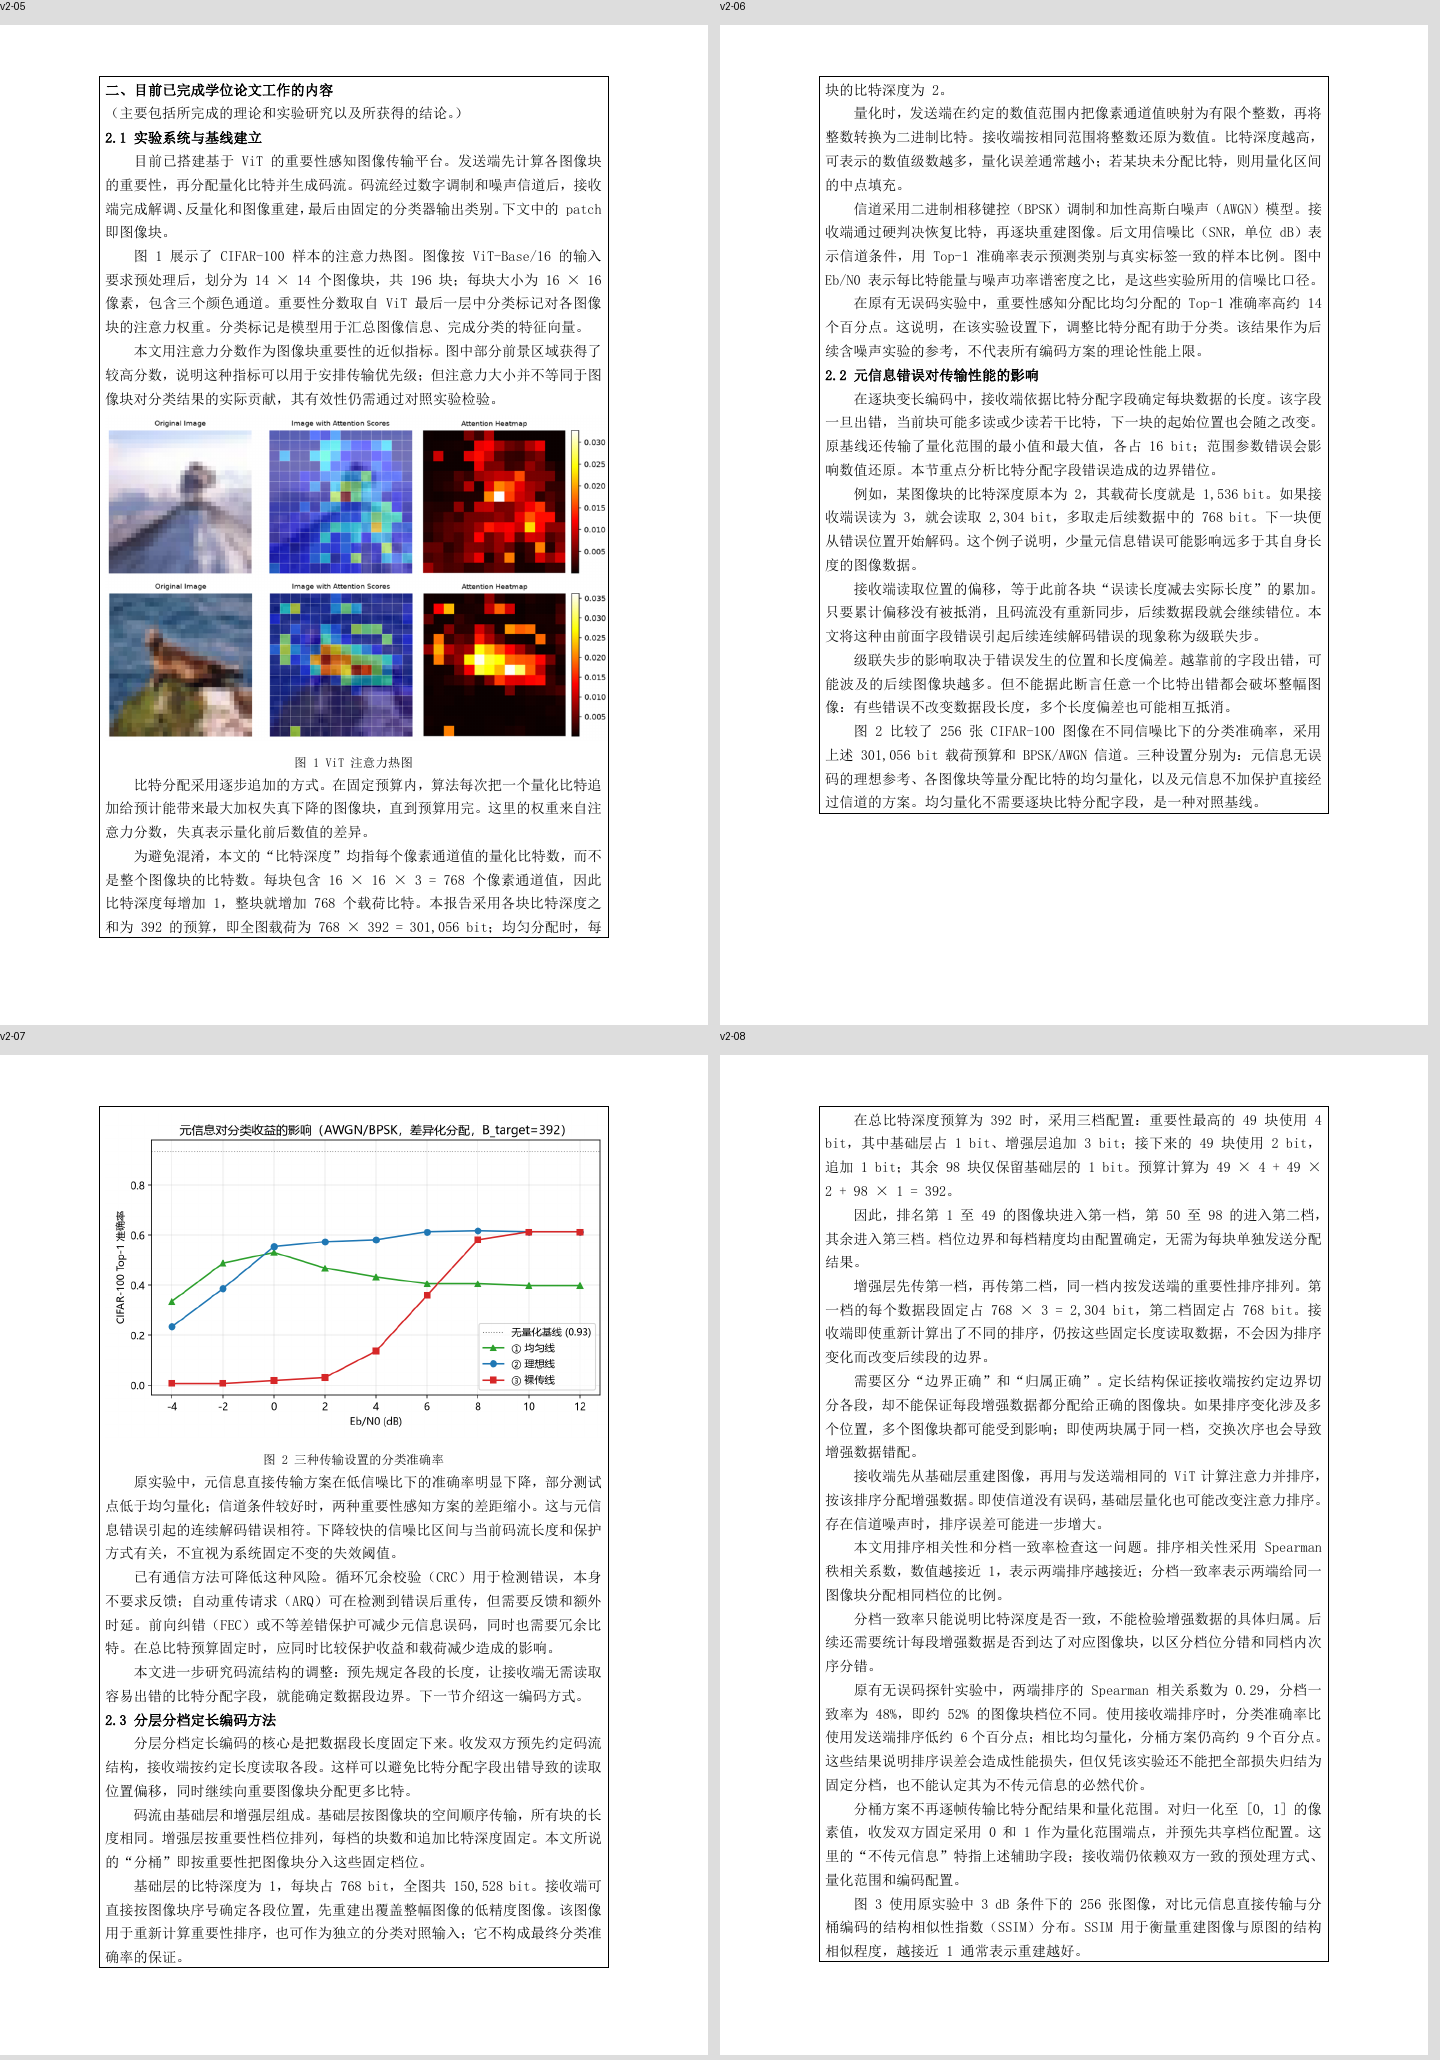 v2-05
二、目前已完成学位论文工作的内容
（主要包括所完成的理论和实验研究以及所获得的结论。）
2.1 实验系统与基线建立
目前已搭建基于 ViT 的重要性感知图像传输平台。发送端先计算各图像块
的重要性，再分配量化比特并生成码流。码流经过数字调制和噪声信道后，接收
端完成解调、反量化和图像重建，最后由固定的分类器输出类别。下文中的 patch
即图像块。
图 1 展示了 CIFAR-100 样本的注意力热图。图像按 ViT-Base/16 的输入
要求预处理后，划分为 14 × 14 个图像块，共 196 块；每块大小为 16 × 16
像素，包含三个颜色通道。重要性分数取自 ViT 最后一层中分类标记对各图像
块的注意力权重。分类标记是模型用于汇总图像信息、完成分类的特征向量。
本文用注意力分数作为图像块重要性的近似指标。图中部分前景区域获得了
较高分数，说明这种指标可以用于安排传输优先级；但注意力大小并不等同于图
像块对分类结果的实际贡献，其有效性仍需通过对照实验检验。
Original Image
Image with Attention Scores
Attention Heatmap
0.030
0.025
0.020
0.015
0.010
0.005
Original Image
Image with Attention Scores
Attention Heatmap
0.035
0.030
0.025
0.020
0.015
0.010
0.005
图 1 ViT 注意力热图
比特分配采用逐步追加的方式。在固定预算内，算法每次把一个量化比特追
加给预计能带来最大加权失真下降的图像块，直到预算用完。这里的权重来自注
意力分数，失真表示量化前后数值的差异。
为避免混淆，本文的“比特深度”均指每个像素通道值的量化比特数，而不
是整个图像块的比特数。每块包含 16 × 16 × 3 = 768 个像素通道值，因此
比特深度每增加 1，整块就增加 768 个载荷比特。本报告采用各块比特深度之
和为 392 的预算，即全图载荷为 768 × 392 = 301,056 bit；均匀分配时，每
v2-06
块的比特深度为 2。
量化时，发送端在约定的数值范围内把像素通道值映射为有限个整数，再将
整数转换为二进制比特。接收端按相同范围将整数还原为数值。比特深度越高，
可表示的数值级数越多，量化误差通常越小；若某块未分配比特，则用量化区间
的中点填充。
信道采用二进制相移键控（BPSK）调制和加性高斯白噪声（AWGN）模型。接
收端通过硬判决恢复比特，再逐块重建图像。后文用信噪比（SNR，单位 dB）表
示信道条件，用 Top-1 准确率表示预测类别与真实标签一致的样本比例。图中
Eb/N0 表示每比特能量与噪声功率谱密度之比，是这些实验所用的信噪比口径。
在原有无误码实验中，重要性感知分配比均匀分配的 Top-1 准确率高约 14
个百分点。这说明，在该实验设置下，调整比特分配有助于分类。该结果作为后
续含噪声实验的参考，不代表所有编码方案的理论性能上限。
2.2 元信息错误对传输性能的影响
在逐块变长编码中，接收端依据比特分配字段确定每块数据的长度。该字段
一旦出错，当前块可能多读或少读若干比特，下一块的起始位置也会随之改变。
原基线还传输了量化范围的最小值和最大值，各占 16 bit；范围参数错误会影
响数值还原。本节重点分析比特分配字段错误造成的边界错位。
例如，某图像块的比特深度原本为 2，其载荷长度就是 1,536 bit。如果接
收端误读为 3，就会读取 2,304 bit，多取走后续数据中的 768 bit。下一块便
从错误位置开始解码。这个例子说明，少量元信息错误可能影响远多于其自身长
度的图像数据。
接收端读取位置的偏移，等于此前各块“误读长度减去实际长度”的累加。
只要累计偏移没有被抵消，且码流没有重新同步，后续数据段就会继续错位。本
文将这种由前面字段错误引起后续连续解码错误的现象称为级联失步。
级联失步的影响取决于错误发生的位置和长度偏差。越靠前的字段出错，可
能波及的后续图像块越多。但不能据此断言任意一个比特出错都会破坏整幅图
像：有些错误不改变数据段长度，多个长度偏差也可能相互抵消。
图 2 比较了 256 张 CIFAR-100 图像在不同信噪比下的分类准确率，采用
上述 301,056 bit 载荷预算和 BPSK/AWGN 信道。三种设置分别为：元信息无误
码的理想参考、各图像块等量分配比特的均匀量化，以及元信息不加保护直接经
过信道的方案。均匀量化不需要逐块比特分配字段，是一种对照基线。
v2-07
元信息对分类收益的影响（AWGN/BPSK，差异化分配，B_target=392）
CIFAR-100 Top-1 准确率
0.8
0.6
0.4
0.2
0.0
无量化基线 (0.93)
① 均匀线
② 理想线
③ 裸传线
-4 -2 0 2 4 6 8 10 12
Eb/N0 (dB)
图 2 三种传输设置的分类准确率
原实验中，元信息直接传输方案在低信噪比下的准确率明显下降，部分测试
点低于均匀量化；信道条件较好时，两种重要性感知方案的差距缩小。这与元信
息错误引起的连续解码错误相符。下降较快的信噪比区间与当前码流长度和保护
方式有关，不宜视为系统固定不变的失效阈值。
已有通信方法可降低这种风险。循环冗余校验（CRC）用于检测错误，本身
不要求反馈；自动重传请求（ARQ）可在检测到错误后重传，但需要反馈和额外
时延。前向纠错（FEC）或不等差错保护可减少元信息误码，同时也需要冗余比
特。在总比特预算固定时，应同时比较保护收益和载荷减少造成的影响。
本文进一步研究码流结构的调整：预先规定各段的长度，让接收端无需读取
容易出错的比特分配字段，就能确定数据段边界。下一节介绍这一编码方式。
2.3 分层分档定长编码方法
分层分档定长编码的核心是把数据段长度固定下来。收发双方预先约定码流
结构，接收端按约定长度读取各段。这样可以避免比特分配字段出错导致的读取
位置偏移，同时继续向重要图像块分配更多比特。
码流由基础层和增强层组成。基础层按图像块的空间顺序传输，所有块的长
度相同。增强层按重要性档位排列，每档的块数和追加比特深度固定。本文所说
的“分桶”即按重要性把图像块分入这些固定档位。
基础层的比特深度为 1，每块占 768 bit，全图共 150,528 bit。接收端可
直接按图像块序号确定各段位置，先重建出覆盖整幅图像的低精度图像。该图像
用于重新计算重要性排序，也可作为独立的分类对照输入；它不构成最终分类准
确率的保证。
v2-08
在总比特深度预算为 392 时，采用三档配置：重要性最高的 49 块使用 4
bit，其中基础层占 1 bit、增强层追加 3 bit；接下来的 49 块使用 2 bit，
追加 1 bit；其余 98 块仅保留基础层的 1 bit。预算计算为 49 × 4 + 49 ×
2 + 98 × 1 = 392。
因此，排名第 1 至 49 的图像块进入第一档，第 50 至 98 的进入第二档，
其余进入第三档。档位边界和每档精度均由配置确定，无需为每块单独发送分配
结果。
增强层先传第一档，再传第二档，同一档内按发送端的重要性排序排列。第
一档的每个数据段固定占 768 × 3 = 2,304 bit，第二档固定占 768 bit。接
收端即使重新计算出了不同的排序，仍按这些固定长度读取数据，不会因为排序
变化而改变后续段的边界。
需要区分“边界正确”和“归属正确”。定长结构保证接收端按约定边界切
分各段，却不能保证每段增强数据都分配给正确的图像块。如果排序变化涉及多
个位置，多个图像块都可能受到影响；即使两块属于同一档，交换次序也会导致
增强数据错配。
接收端先从基础层重建图像，再用与发送端相同的 ViT 计算注意力并排序，
按该排序分配增强数据。即使信道没有误码，基础层量化也可能改变注意力排序。
存在信道噪声时，排序误差可能进一步增大。
本文用排序相关性和分档一致率检查这一问题。排序相关性采用 Spearman
秩相关系数，数值越接近 1，表示两端排序越接近；分档一致率表示两端给同一
图像块分配相同档位的比例。
分档一致率只能说明比特深度是否一致，不能检验增强数据的具体归属。后
续还需要统计每段增强数据是否到达了对应图像块，以区分档位分错和同档内次
序分错。
原有无误码探针实验中，两端排序的 Spearman 相关系数为 0.29，分档一
致率为 48%，即约 52% 的图像块档位不同。使用接收端排序时，分类准确率比
使用发送端排序低约 6 个百分点；相比均匀量化，分桶方案仍高约 9 个百分点。
这些结果说明排序误差会造成性能损失，但仅凭该实验还不能把全部损失归结为
固定分档，也不能认定其为不传元信息的必然代价。
分桶方案不再逐帧传输比特分配结果和量化范围。对归一化至 [0, 1] 的像
素值，收发双方固定采用 0 和 1 作为量化范围端点，并预先共享档位配置。这
里的“不传元信息”特指上述辅助字段；接收端仍依赖双方一致的预处理方式、
量化范围和编码配置。
图 3 使用原实验中 3 dB 条件下的 256 张图像，对比元信息直接传输与分
桶编码的结构相似性指数（SSIM）分布。SSIM 用于衡量重建图像与原图的结构
相似程度，越接近 1 通常表示重建越好。